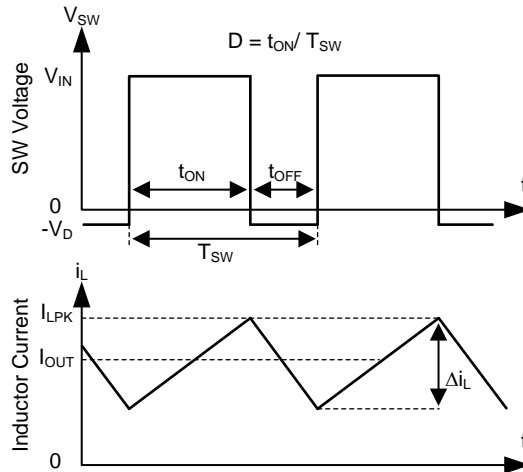 V_SW
D = t_ON/ T_SW
V_IN
SW Voltage
t_ON
t_OFF
t
0
-V_D
T_SW
i_L
I_LPK
I_OUT
Inductor Current
Δi_L
0
t